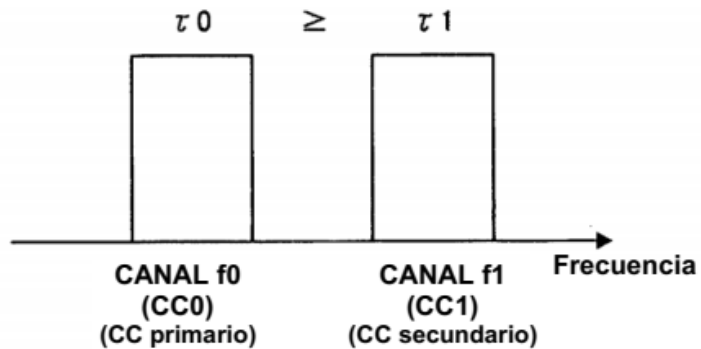 τ0 ≥ τ1
CANAL f0
(CC0)
(CC primario)
CANAL f1
(CC1)
(CC secundario)
Frecuencia